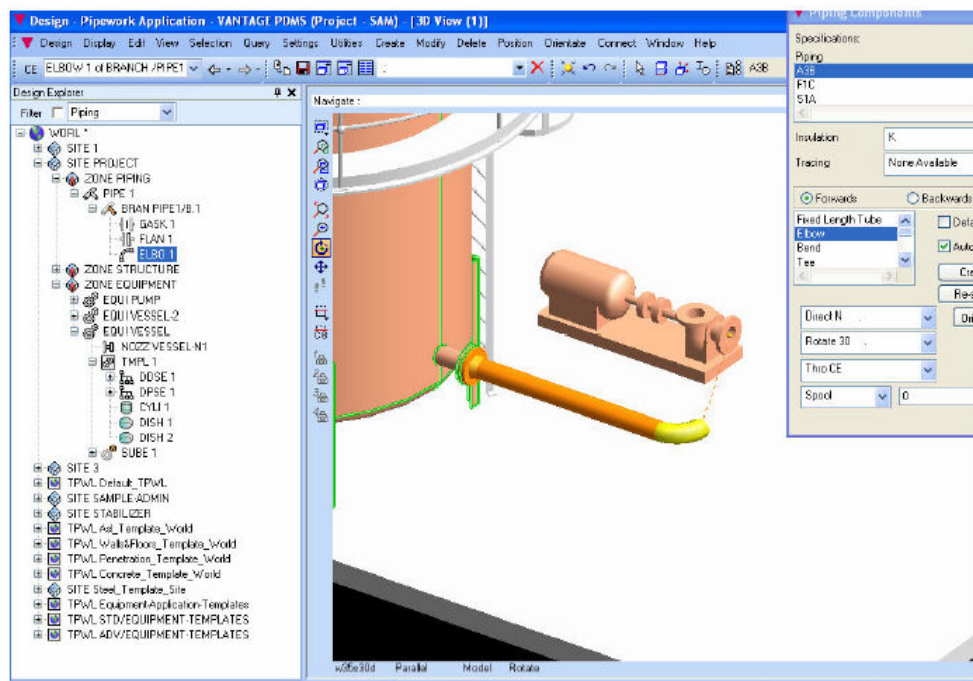 Design - Pipework Application - VANTAGE PDMS (Project - SAM) - [3D View (1)]
Design Display Edit View Selection Query Settings Utilities Create Modify Delete Position Orientate Connect Window Help
CE ELBOW 1 of BRANCH /PIPE1 A3B
Design Explorer
Filter Piping
WORL *
SITE 1
SITE PROJECT
ZONE PIPING
PIPE 1
BRAN PIPE1/B.1
GASK 1
FLAN 1
ELBO 1
ZONE STRUCTURE
ZONE EQUIPMENT
EQUI PUMP
EQUI VESSEL-2
EQUI VESSEL
NOZZ VESSEL-N1
TMPL 1
DDSE 1
DPSE 1
CYLI 1
DISH 1
DISH 2
SUBE 1
SITE 3
TPWL Default_TPWL
SITE SAMPLE-ADMIN
SITE STABILIZER
TPWL Asl_Template_World
TPWL Walls&Floors_Template_World
TPWL Penetration_Template_World
TPWL Concrete_Template_World
SITE Steel_Template_Site
TPWL Equipment-Application-Templates
TPWL STD/EQUIPMENT-TEMPLATES
TPWL ADV/EQUIPMENT-TEMPLATES
Navigate :
w35n30d Parallel Model Rotate
Piping Components
Specifications:
Piping
A3B
F1C
S1A
Insulation K
Tracing None Available
Forwards Backwards
Fixed Length Tube
Elbow
Bend
Tee
Auto
Direct N
Rotate 30
Thro CE
Spool 0